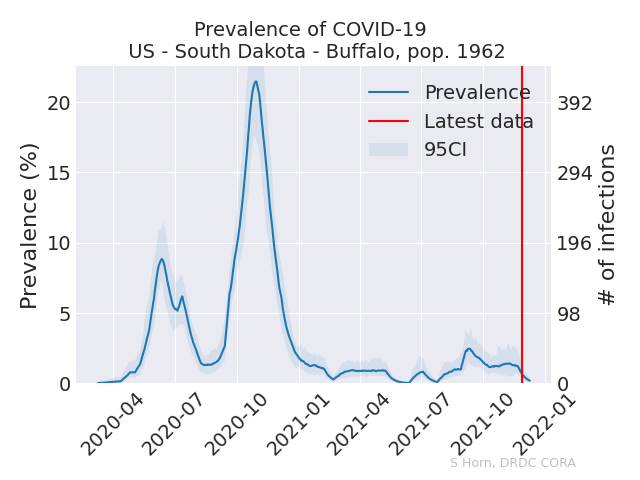 Prevalence of COVID-19
US - South Dakota - Buffalo, pop. 1962
Prevalence
Latest data
95CI
Prevalence (%)
20
15
10
5
0
392
294
196
98
0
# of infections
2020-04
2020-07
2020-10
2021-01
2021-04
2021-07
2021-10
2022-01
S Horn, DRDC CORA